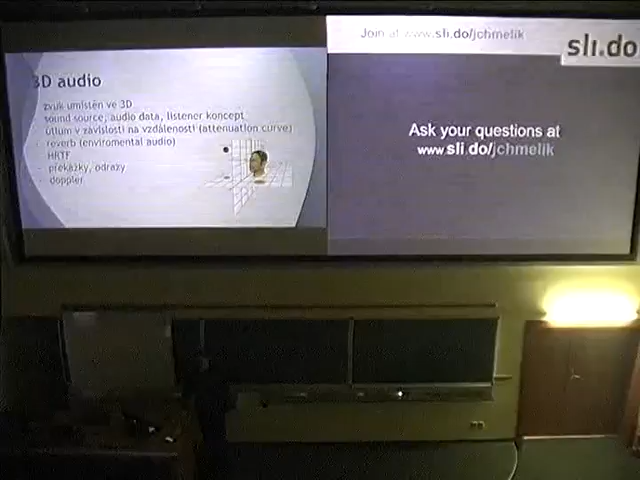 3D audio
zvuk umístěn ve 3D
sound source, audio data, listener koncept
útlum v závislosti na vzdálenosti (attenuation curve)
reverb (enviromental audio)
HRTF
překážky, odrazy
doppler
Join at www.sli.do/jchmelik
sli.do
Ask your questions at
www.sli.do/jchmelik